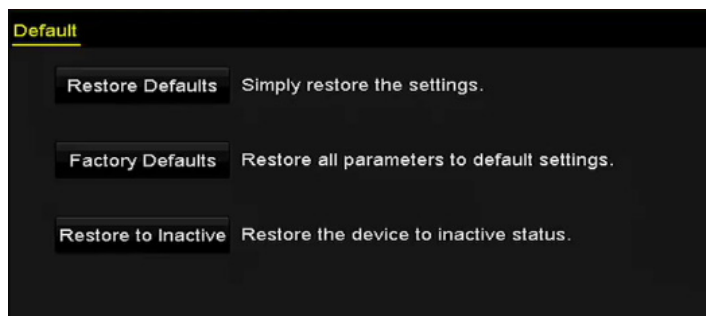 Default
Restore Defaults Simply restore the settings.
Factory Defaults Restore all parameters to default settings.
Restore to Inactive Restore the device to inactive status.